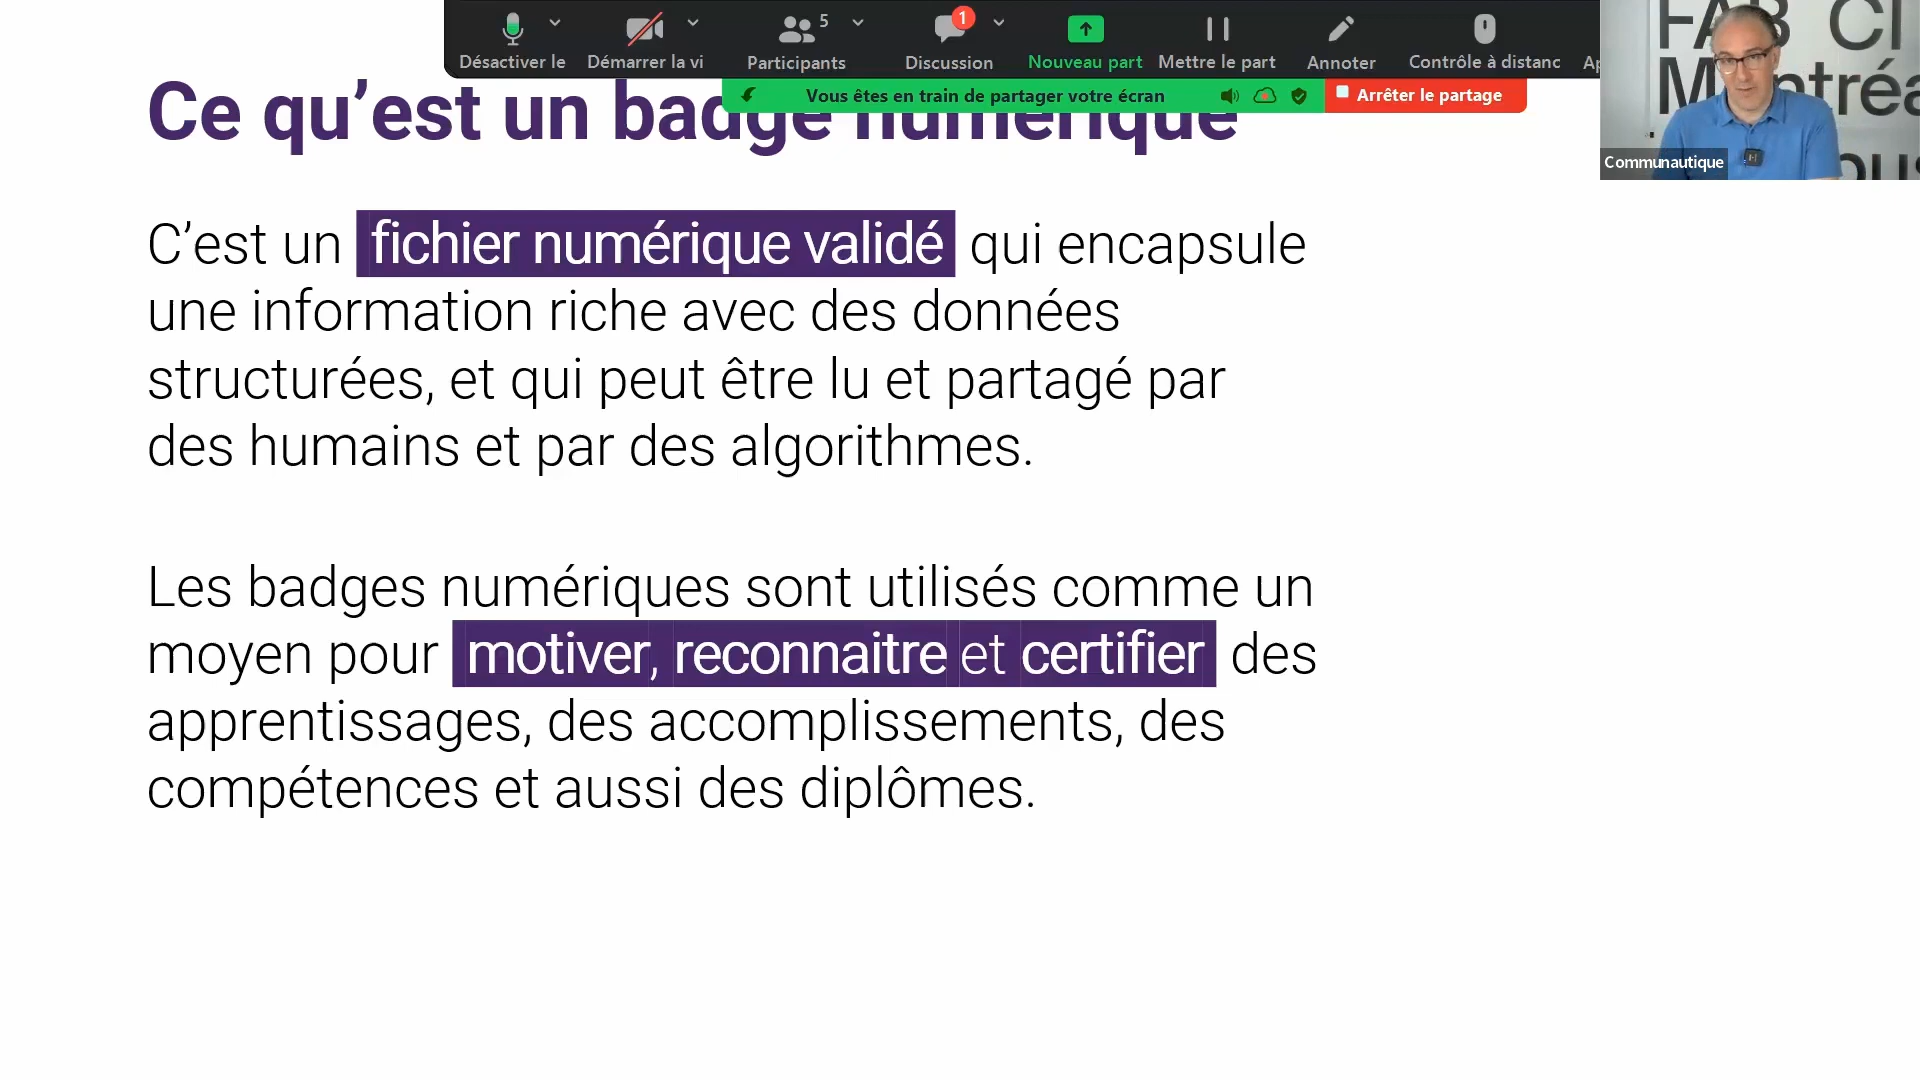 5
1
Désactiver le
Démarrer la vi
Participants
Discussion
Nouveau part
Mettre le part
Annoter
Contrôle à distanc
Vous êtes en train de partager votre écran
Arrêter le partage
FAB CI
Montréa
Communautique
Ce qu’est un badge numérique
C’est un fichier numérique validé qui encapsule
une information riche avec des données
structurées, et qui peut être lu et partagé par
des humains et par des algorithmes.
Les badges numériques sont utilisés comme un
moyen pour motiver, reconnaitre et certifier des
apprentissages, des accomplissements, des
compétences et aussi des diplômes.